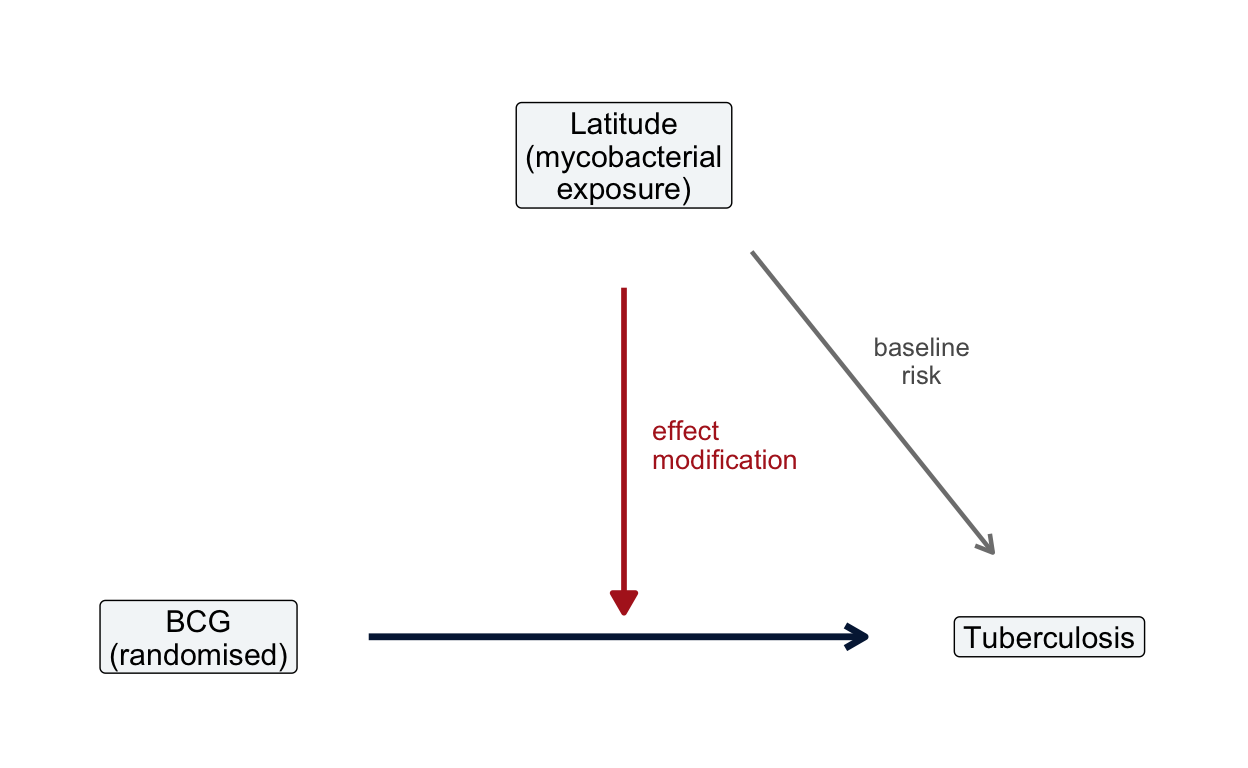 Latitude
(mycobacterial
exposure)
baseline
risk
effect
modification
BCG
(randomised)
Tuberculosis